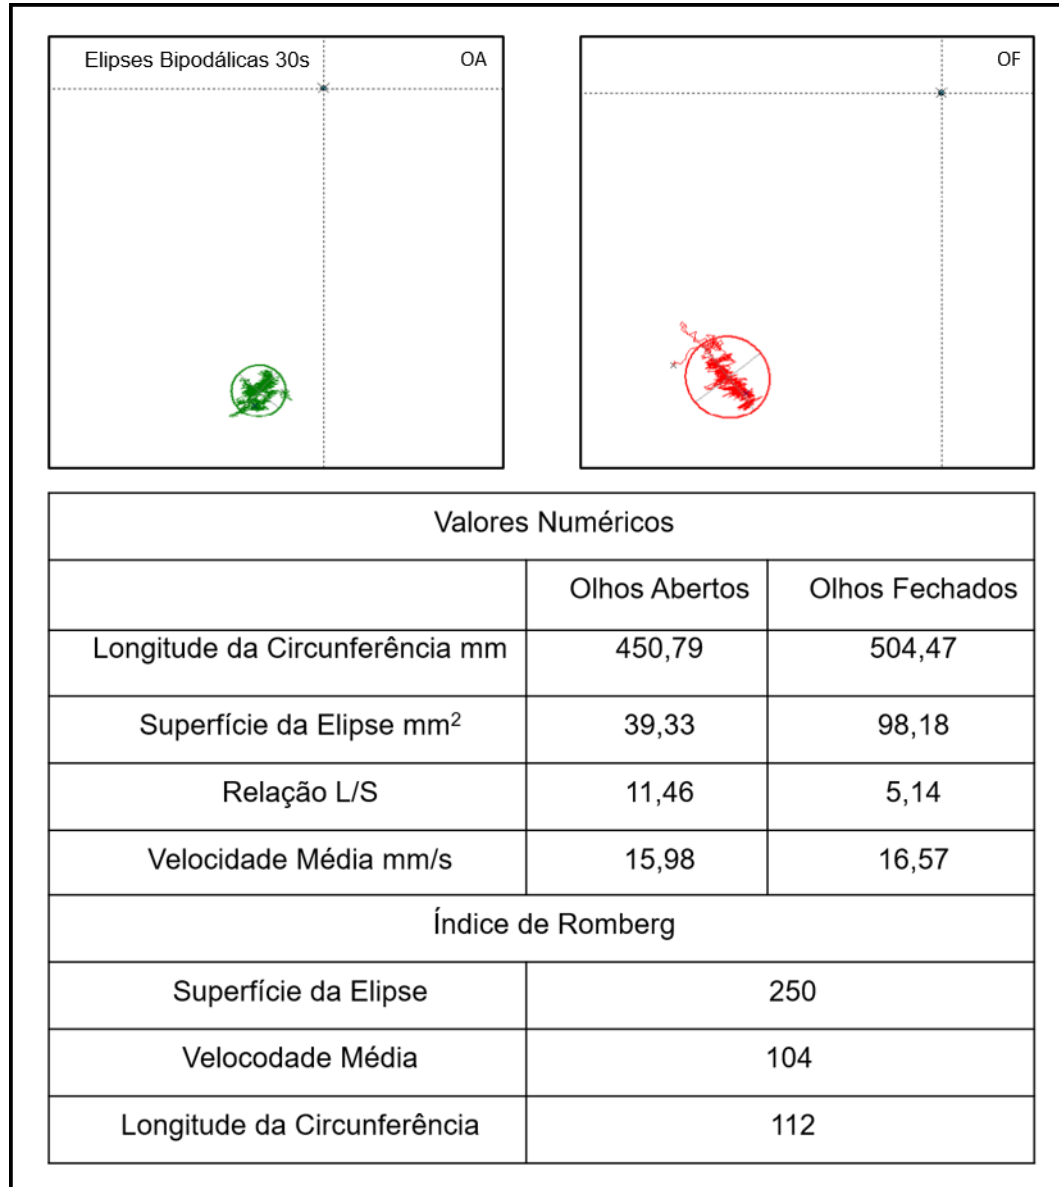 Elipses Bipodálicas 30s OA
OF
Valores Numéricos
Olhos Abertos Olhos Fechados
Longitude da Circunferência mm 450,79 504,47
Superfície da Elipse mm² 39,33 98,18
Relação L/S 11,46 5,14
Velocidade Média mm/s 15,98 16,57
Índice de Romberg
Superfície da Elipse 250
Velocodade Média 104
Longitude da Circunferência 112